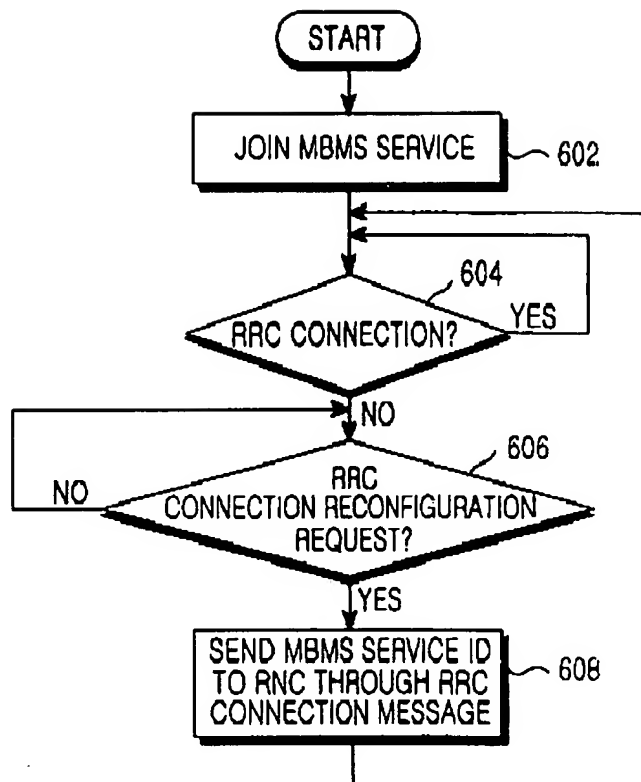 START
JOIN MBMS SERVICE
602
604
RRC CONNECTION?
YES
NO
606
RRC
CONNECTION RECONFIGURATION
REQUEST?
NO
YES
SEND MBMS SERVICE ID
TO RNC THROUGH RRC
CONNECTION MESSAGE
608